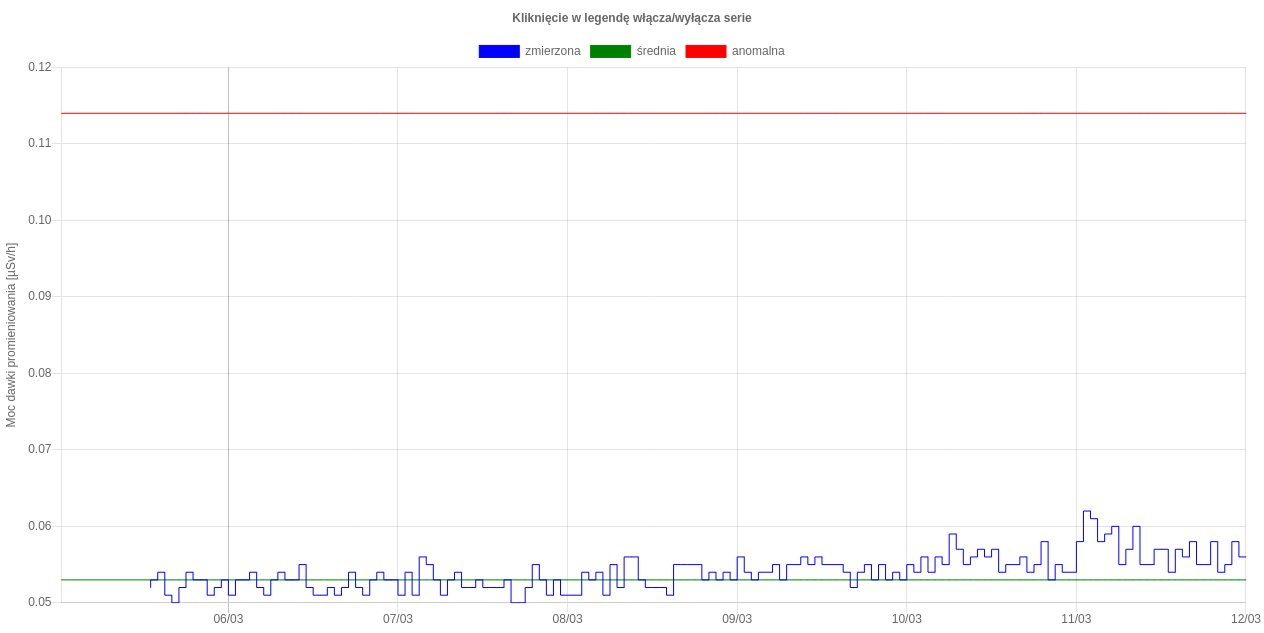 Kliknięcie w legendę włącza/wyłącza serie
zmierzona średnia anomalna
Moc dawki promieniowania [µSv/h]
0.12
0.11
0.10
0.09
0.08
0.07
0.06
0.05
06/03 07/03 08/03 09/03 10/03 11/03 12/03